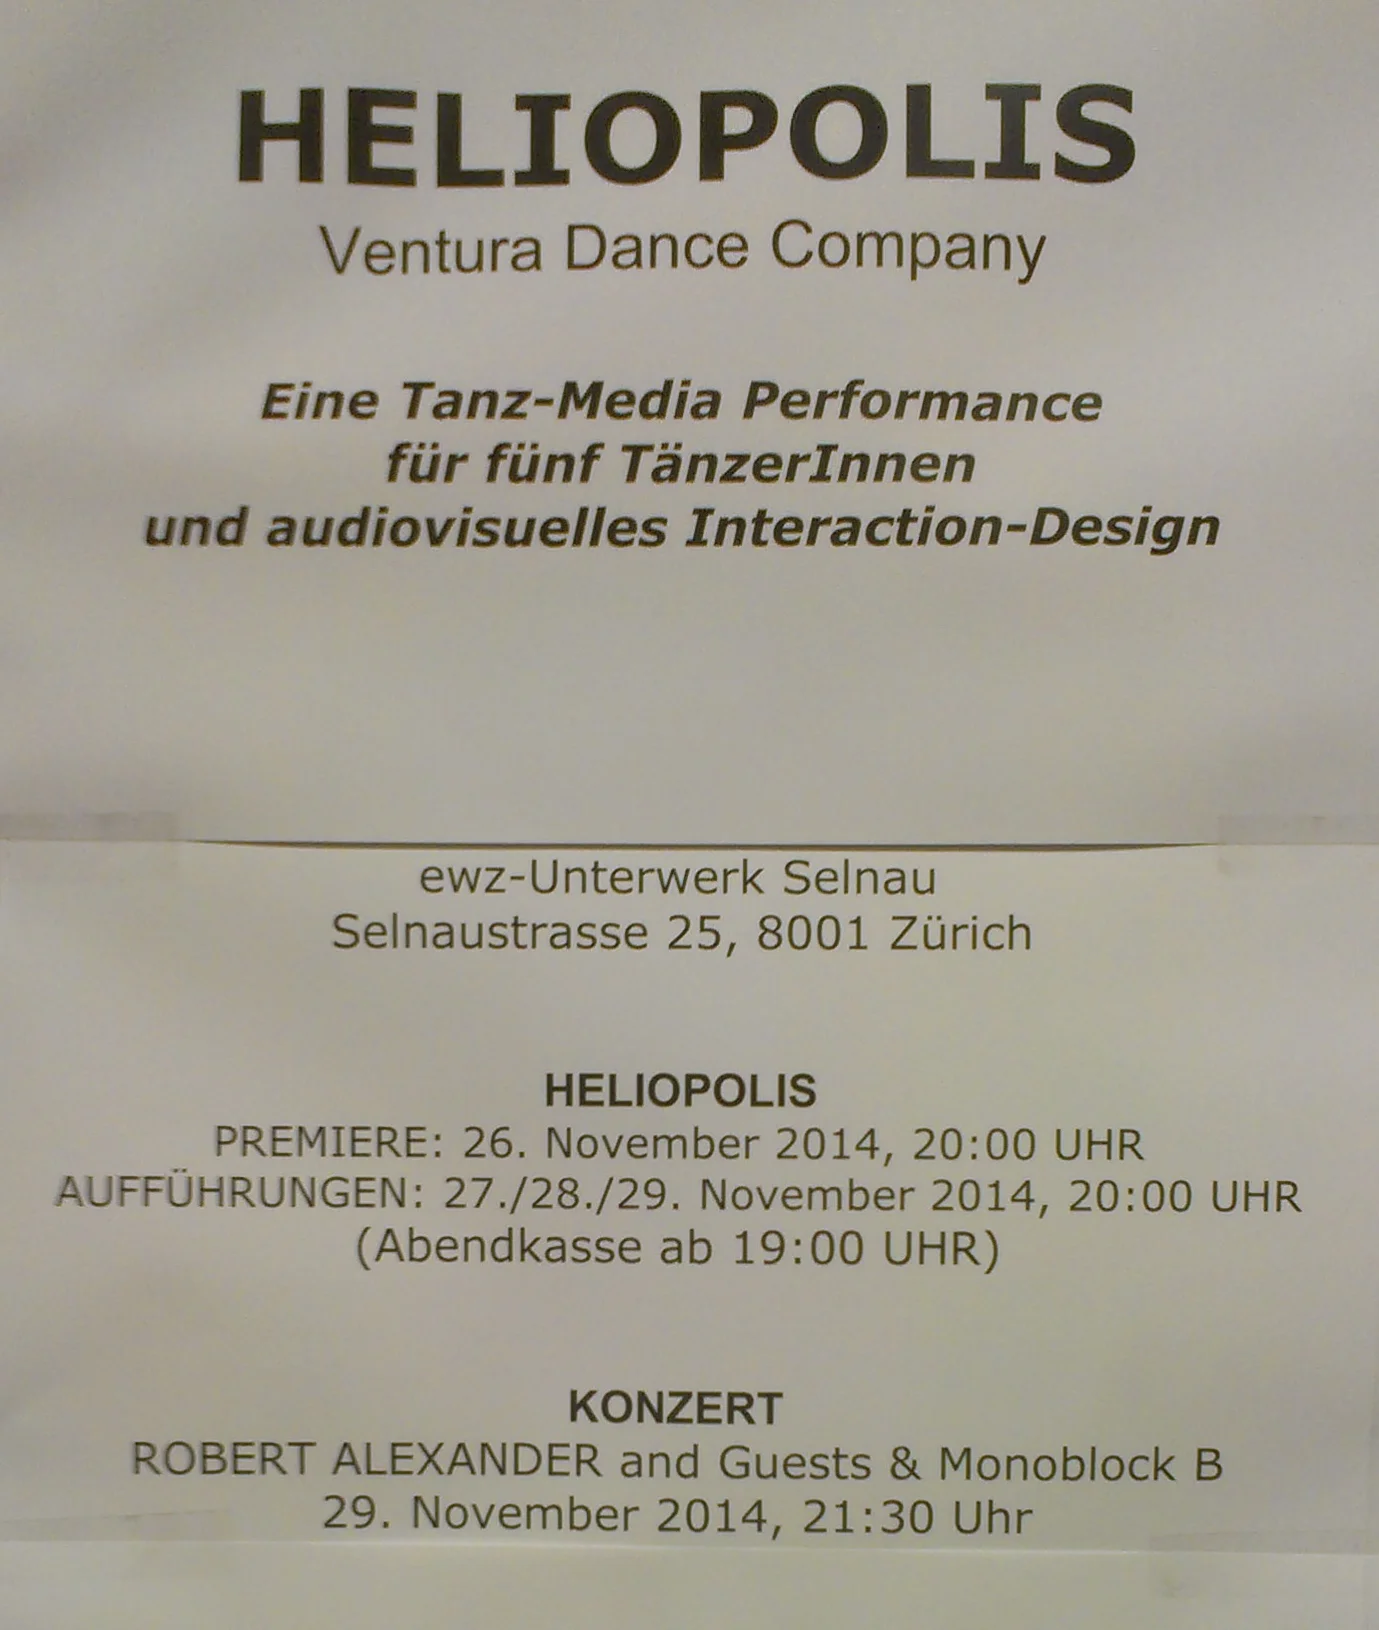 HELIOPOLIS
Ventura Dance Company
Eine Tanz-Media Performance
für fünf TänzerInnen
und audiovisuelles Interaction-Design
ewz-Unterwerk Selnau
Selnaustrasse 25, 8001 Zürich
HELIOPOLIS
PREMIERE: 26. November 2014, 20:00 UHR
AUFFÜHRUNGEN: 27./28./29. November 2014, 20:00 UHR
(Abendkasse ab 19:00 UHR)
KONZERT
ROBERT ALEXANDER and Guests & Monoblock B
29. November 2014, 21:30 Uhr